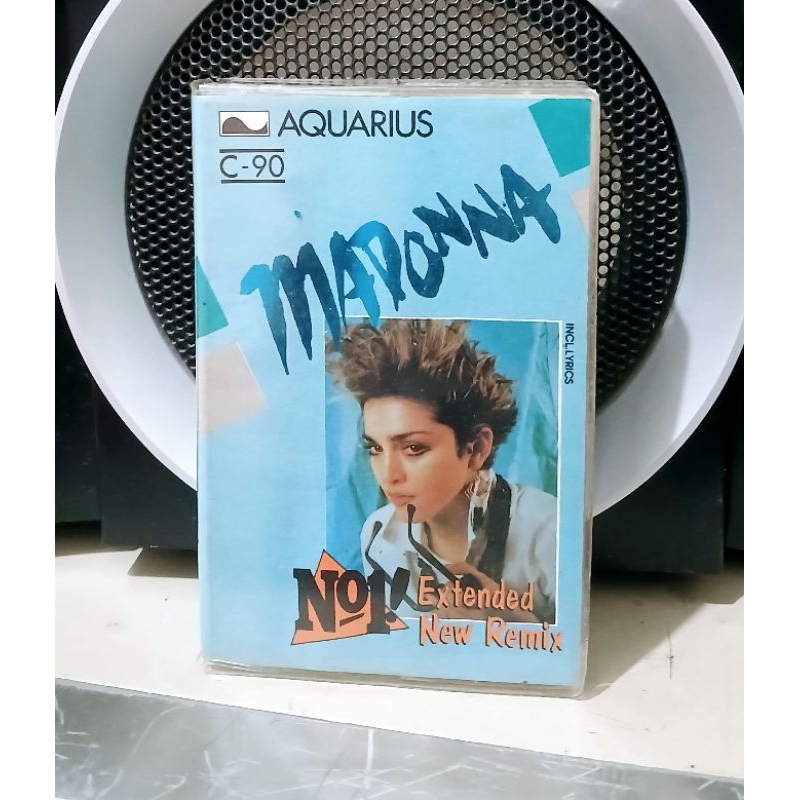 AQUARIUS
C-90
MADONNA
INCL.LYRICS
No1! Extended
New Remix